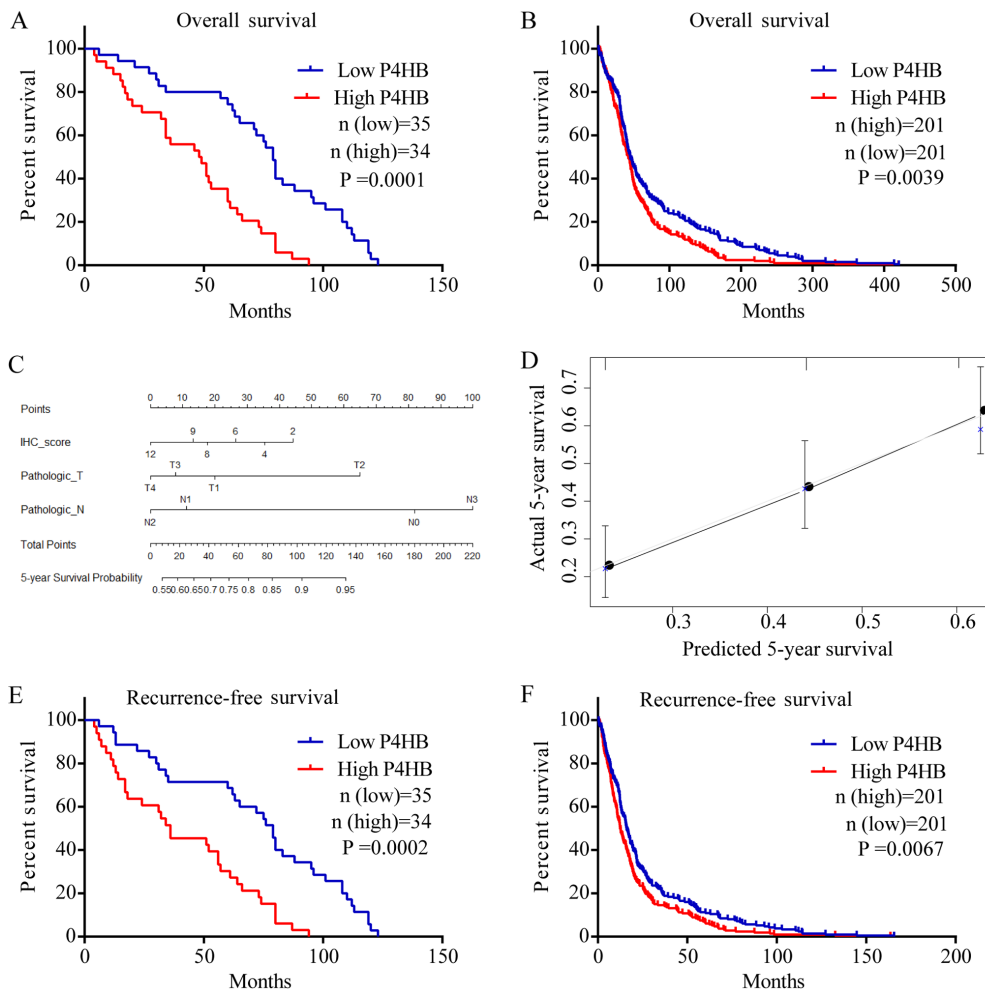 A
Overall survival
Percent survival
100
80
60
40
20
0
Low P4HB
High P4HB
n (low)=35
n (high)=34
P =0.0001
0 50 100 150
Months
B
Overall survival
Percent survival
100
80
60
40
20
0
Low P4HB
High P4HB
n (high)=201
n (low)=201
P =0.0039
0 100 200 300 400 500
Months
C
0 10 20 30 40 50 60 70 80 90 100
Points
9 6 2
IHC_score
12 8 4
T3 T2
Pathologic_T
T4 T1
N1 N3
Pathologic_N
N2 N0
Total Points
0 20 40 60 80 100 120 140 160 180 200 220
5-year Survival Probability
0.55 0.60 0.65 0.7 0.75 0.8 0.85 0.9 0.95
D
Actual 5-year survival
0.7
0.6
0.5
0.4
0.3
0.2
0.3 0.4 0.5 0.6
Predicted 5-year survival
E
Recurrence-free survival
Percent survival
100
80
60
40
20
0
Low P4HB
High P4HB
n (low)=35
n (high)=34
P =0.0002
0 50 100 150
Months
F
Recurrence-free survival
Percent survival
100
80
60
40
20
0
Low P4HB
High P4HB
n (high)=201
n (low)=201
P =0.0067
0 50 100 150 200
Months